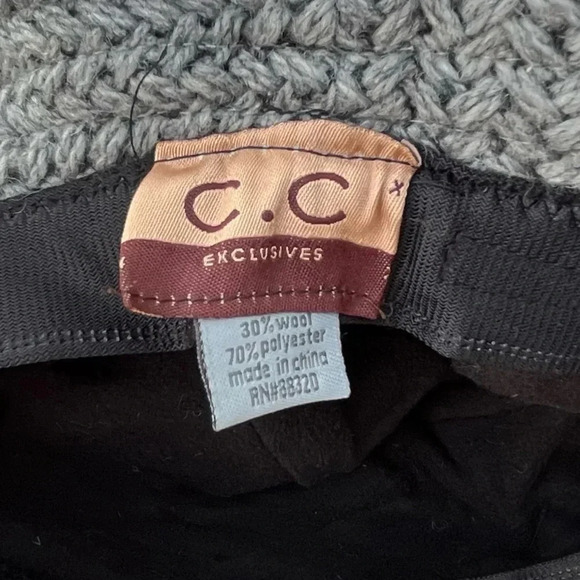 C.C
EXCLUSIVES
30% wool
70% polyester
made in china
RN#88320